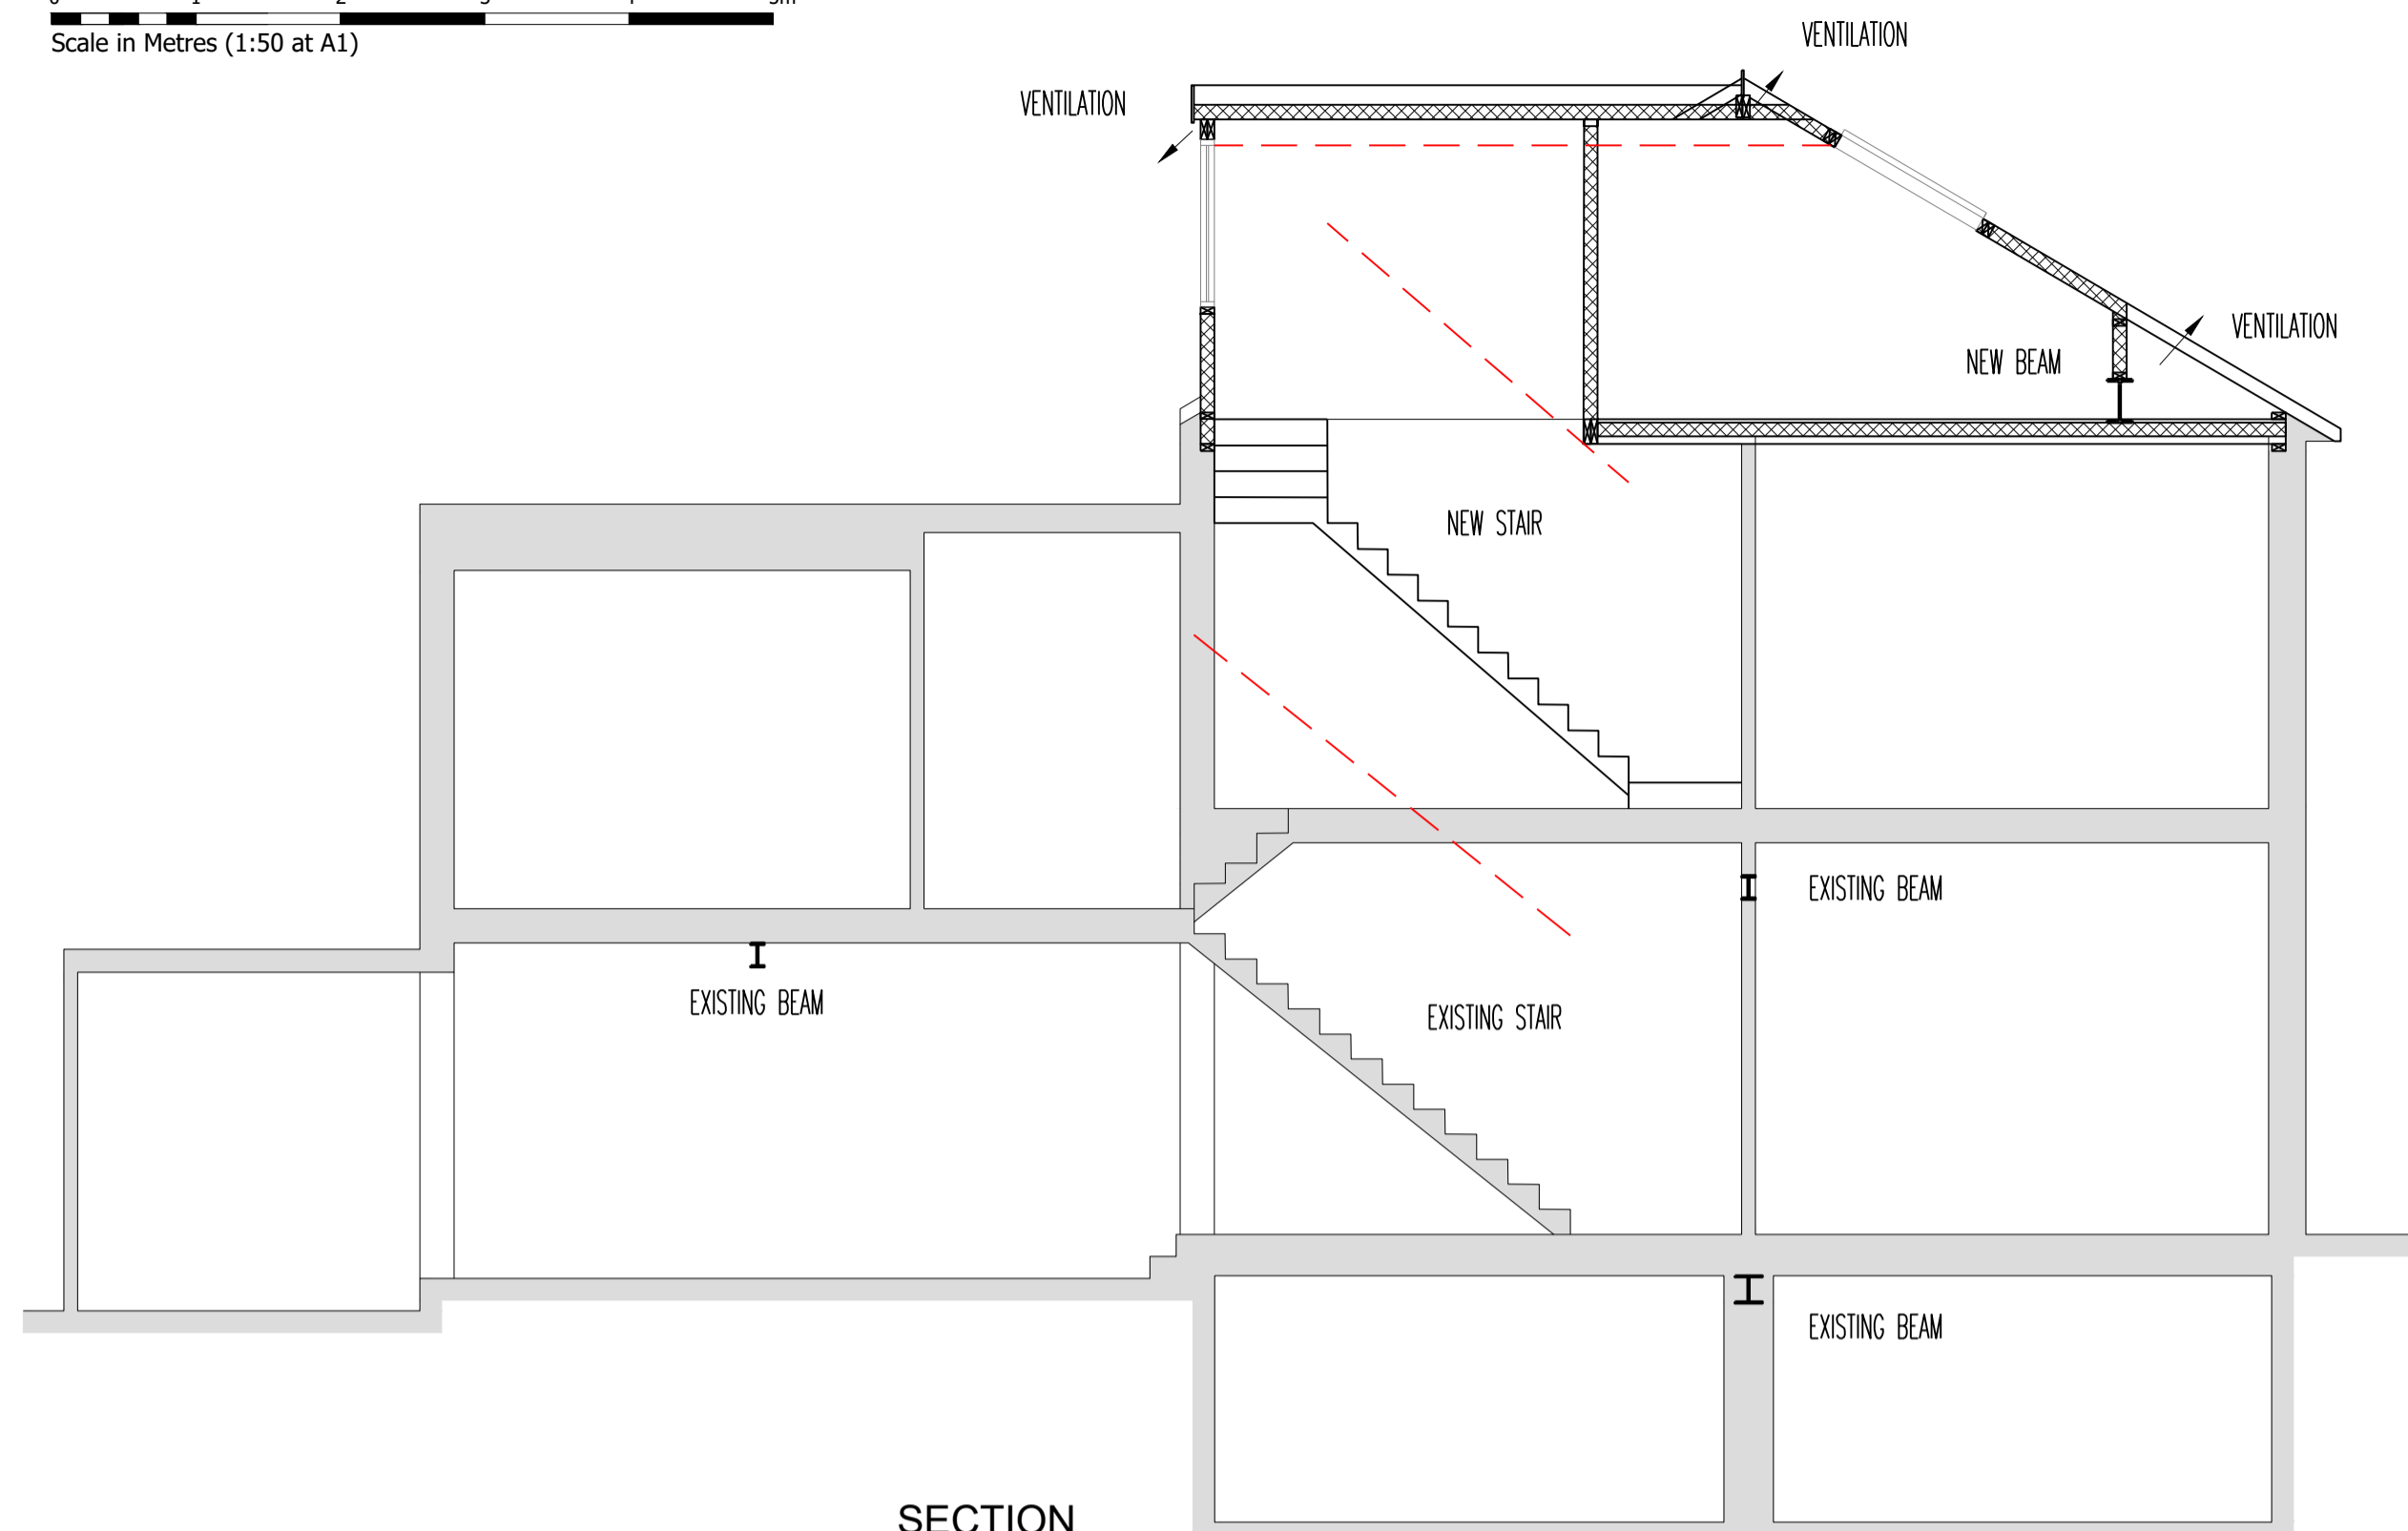 Scale in Metres (1:50 at A1)
VENTILATION
VENTILATION
VENTILATION
NEW BEAM
NEW STAIR
EXISTING BEAM
EXISTING BEAM
EXISTING STAIR
EXISTING BEAM
SECTION